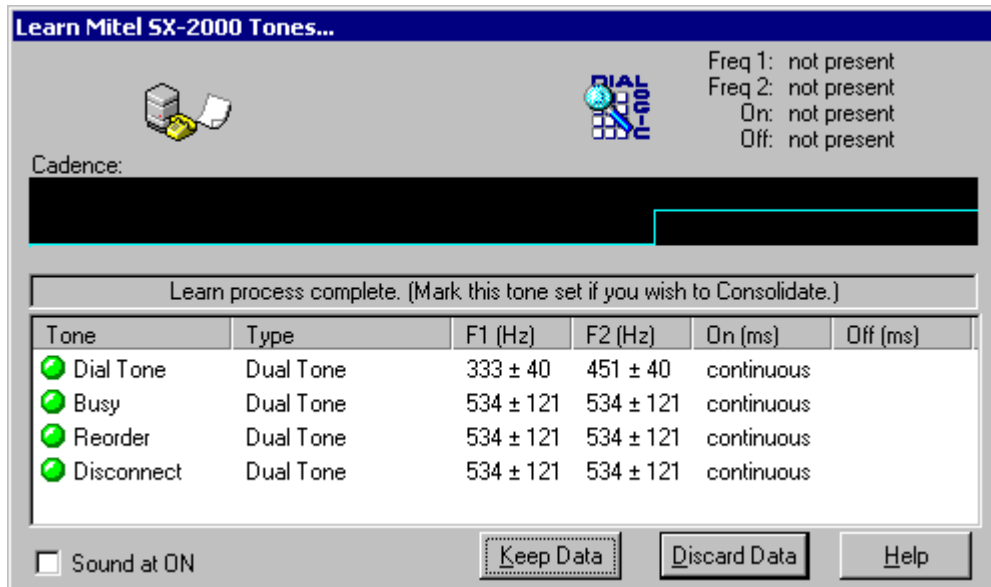 Learn Mitel SX-2000 Tones...
DIALOGIC
Freq 1: not present
Freq 2: not present
On: not present
Off: not present
Cadence:
Learn process complete. (Mark this tone set if you wish to Consolidate.)
Tone Type F1 (Hz) F2 (Hz) On (ms) Off (ms)
Dial Tone Dual Tone 333 ± 40 451 ± 40 continuous
Busy Dual Tone 534 ± 121 534 ± 121 continuous
Reorder Dual Tone 534 ± 121 534 ± 121 continuous
Disconnect Dual Tone 534 ± 121 534 ± 121 continuous
Sound at ON
Keep Data Discard Data Help